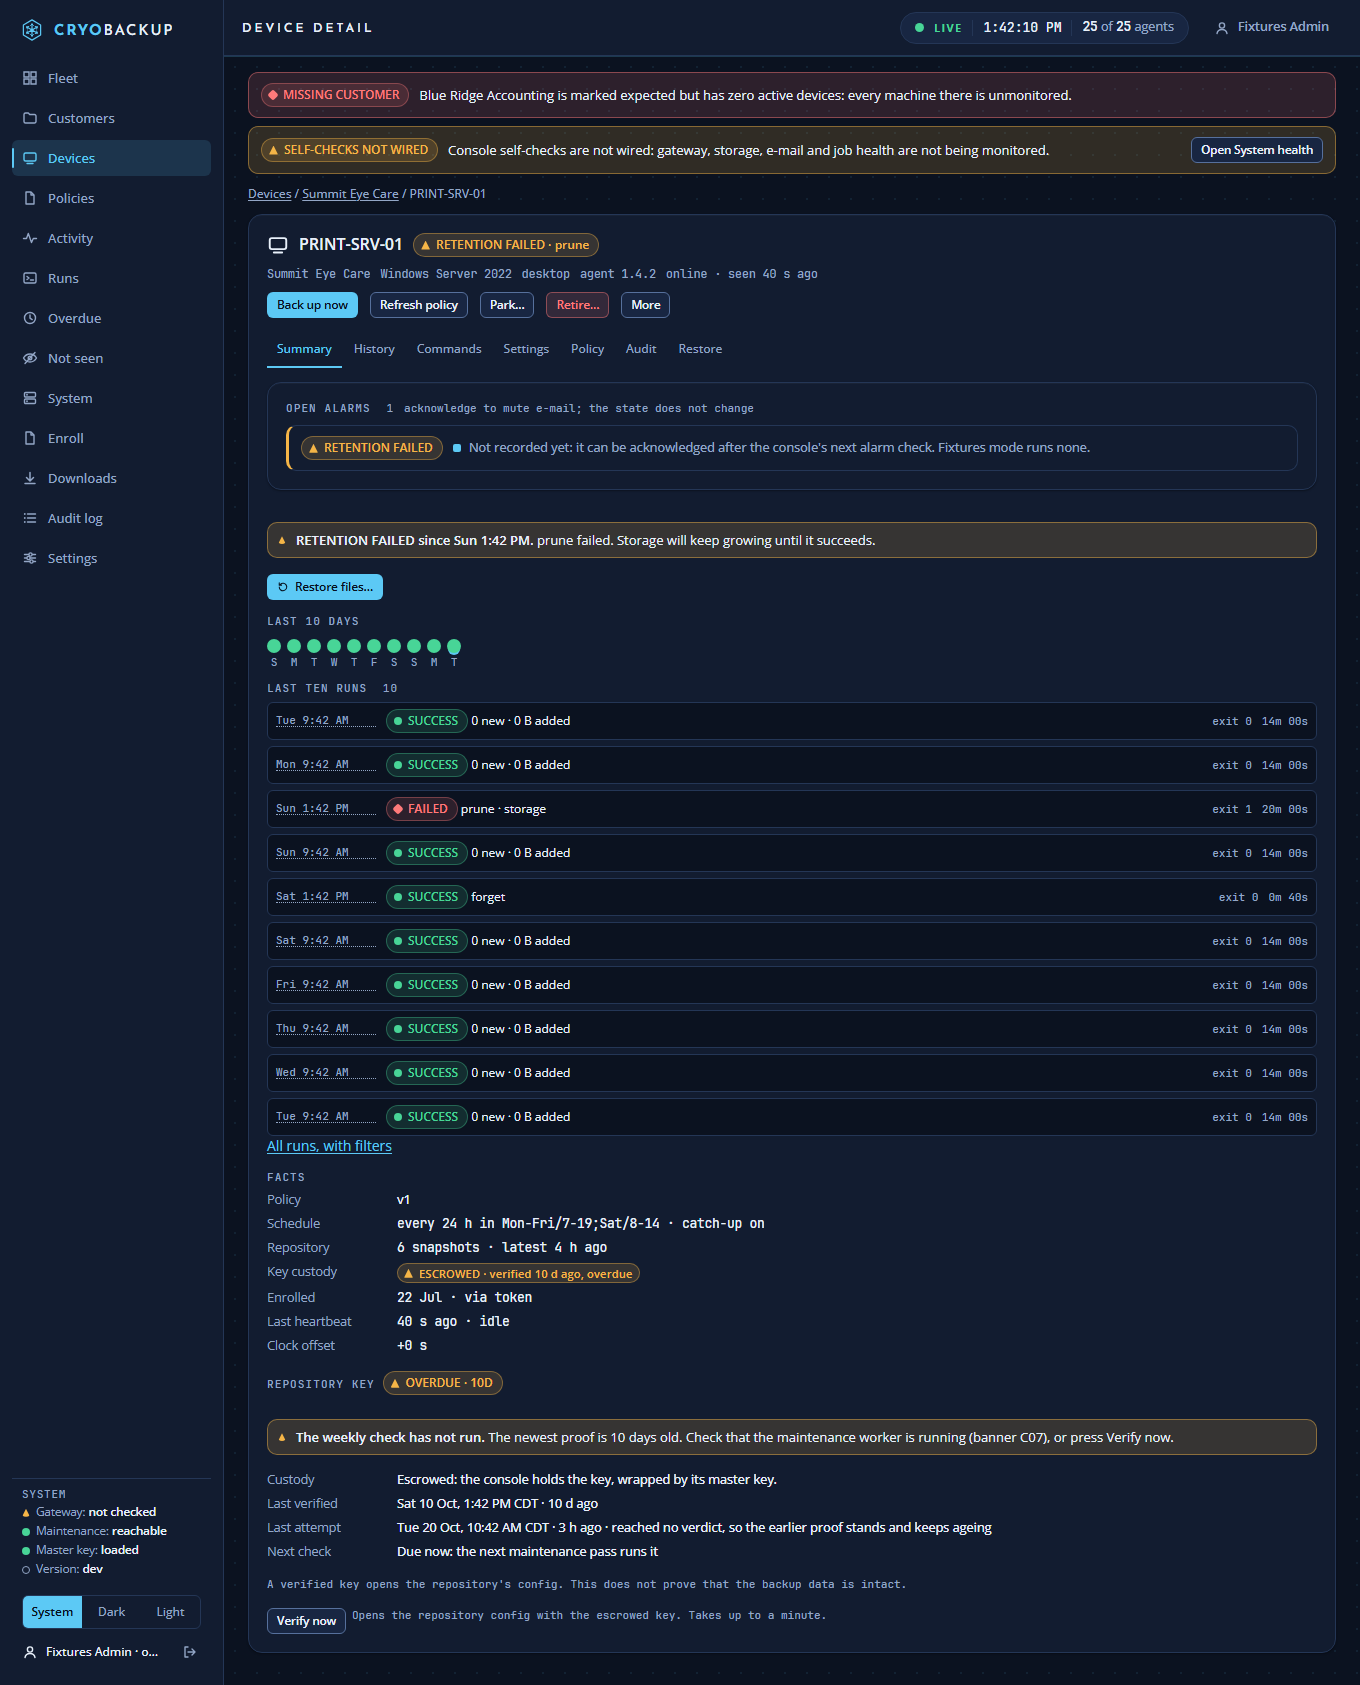 CRYOBACKUP
Fleet
Customers
Devices
Policies
Activity
Runs
Overdue
Not seen
System
Enroll
Downloads
Audit log
Settings
SYSTEM
Gateway: not checked
Maintenance: reachable
Master key: loaded
Version: dev
System Dark Light
Fixtures Admin · o...
DEVICE DETAIL
LIVE 1:42:10 PM 25 of 25 agents
Fixtures Admin
MISSING CUSTOMER Blue Ridge Accounting is marked expected but has zero active devices: every machine there is unmonitored.
SELF-CHECKS NOT WIRED Console self-checks are not wired: gateway, storage, e-mail and job health are not being monitored. Open System health
Devices / Summit Eye Care / PRINT-SRV-01
PRINT-SRV-01 RETENTION FAILED · prune
Summit Eye Care Windows Server 2022 desktop agent 1.4.2 online · seen 40 s ago
Back up now Refresh policy Park... Retire... More
Summary History Commands Settings Policy Audit Restore
OPEN ALARMS 1 acknowledge to mute e-mail; the state does not change
RETENTION FAILED Not recorded yet: it can be acknowledged after the console's next alarm check. Fixtures mode runs none.
RETENTION FAILED since Sun 1:42 PM. prune failed. Storage will keep growing until it succeeds.
Restore files...
LAST 10 DAYS
S M T W T F S S M T
LAST TEN RUNS 10
Tue 9:42 AM SUCCESS 0 new · 0 B added exit 0 14m 00s
Mon 9:42 AM SUCCESS 0 new · 0 B added exit 0 14m 00s
Sun 1:42 PM FAILED prune · storage exit 1 20m 00s
Sun 9:42 AM SUCCESS 0 new · 0 B added exit 0 14m 00s
Sat 1:42 PM SUCCESS forget exit 0 0m 40s
Sat 9:42 AM SUCCESS 0 new · 0 B added exit 0 14m 00s
Fri 9:42 AM SUCCESS 0 new · 0 B added exit 0 14m 00s
Thu 9:42 AM SUCCESS 0 new · 0 B added exit 0 14m 00s
Wed 9:42 AM SUCCESS 0 new · 0 B added exit 0 14m 00s
Tue 9:42 AM SUCCESS 0 new · 0 B added exit 0 14m 00s
All runs, with filters
FACTS
Policy v1
Schedule every 24 h in Mon-Fri/7-19;Sat/8-14 · catch-up on
Repository 6 snapshots · latest 4 h ago
Key custody ESCROWED · verified 10 d ago, overdue
Enrolled 22 Jul · via token
Last heartbeat 40 s ago · idle
Clock offset +0 s
REPOSITORY KEY OVERDUE · 10D
The weekly check has not run. The newest proof is 10 days old. Check that the maintenance worker is running (banner C07), or press Verify now.
Custody Escrowed: the console holds the key, wrapped by its master key.
Last verified Sat 10 Oct, 1:42 PM CDT · 10 d ago
Last attempt Tue 20 Oct, 10:42 AM CDT · 3 h ago · reached no verdict, so the earlier proof stands and keeps ageing
Next check Due now: the next maintenance pass runs it
A verified key opens the repository's config. This does not prove that the backup data is intact.
Verify now Opens the repository config with the escrowed key. Takes up to a minute.